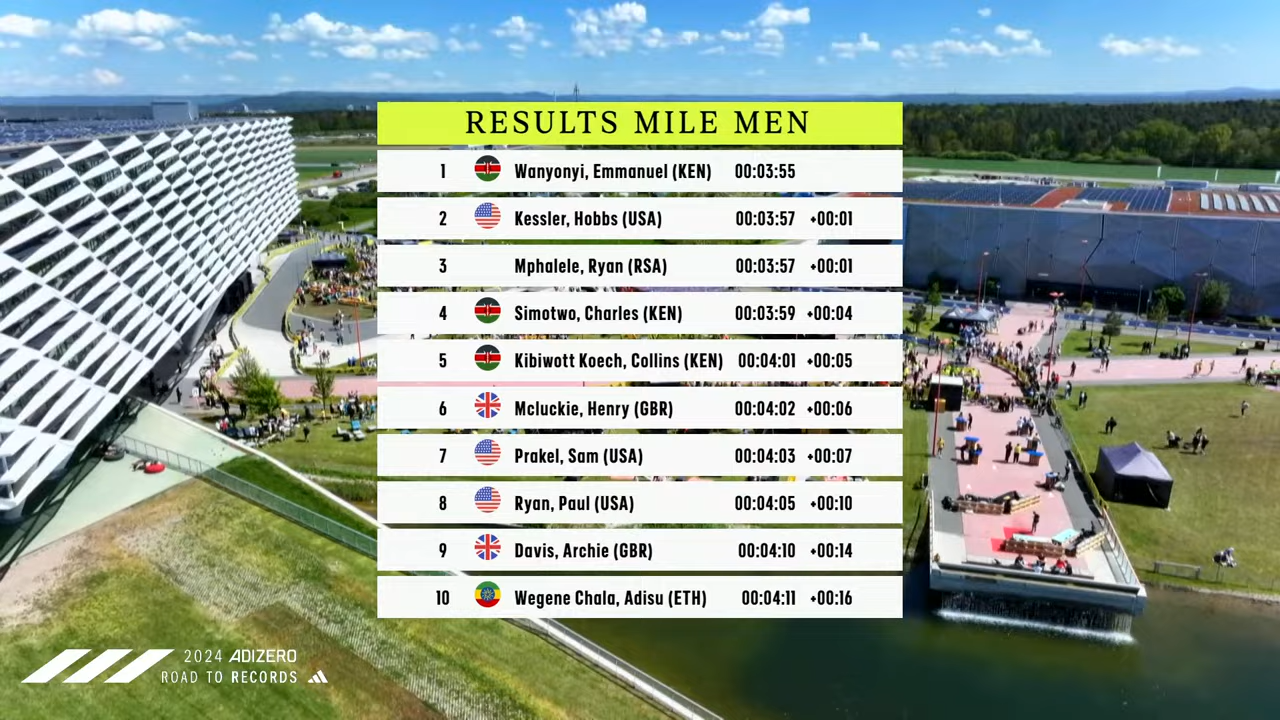 RESULTS MILE MEN
1 Wanyonyi, Emmanuel (KEN) 00:03:55
2 Kessler, Hobbs (USA) 00:03:57 +00:01
3 Mphalele, Ryan (RSA) 00:03:57 +00:01
4 Simotwo, Charles (KEN) 00:03:59 +00:04
5 Kibiwott Koech, Collins (KEN) 00:04:01 +00:05
6 Mcluckie, Henry (GBR) 00:04:02 +00:06
7 Prakel, Sam (USA) 00:04:03 +00:07
8 Ryan, Paul (USA) 00:04:05 +00:10
9 Davis, Archie (GBR) 00:04:10 +00:14
10 Wegene Chala, Adisu (ETH) 00:04:11 +00:16
2024 ADIZERO
ROAD TO RECORDS